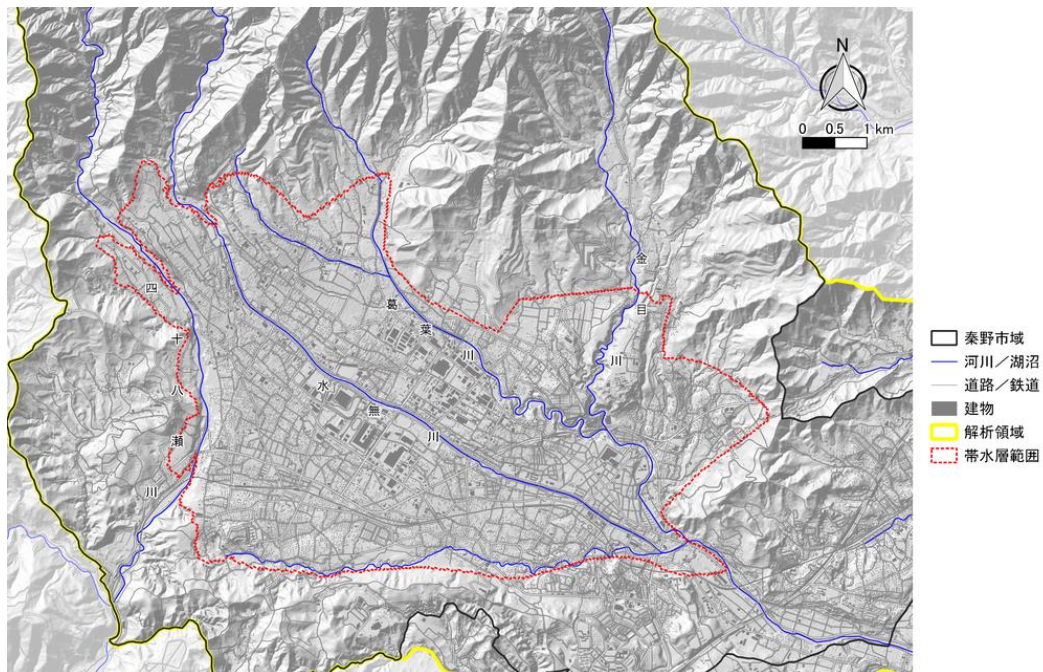 N
0 0.5 1 km
金目川
葛葉川
水無川
四十八瀬川
秦野市域
河川／湖沼
道路／鉄道
建物
解析領域
帯水層範囲